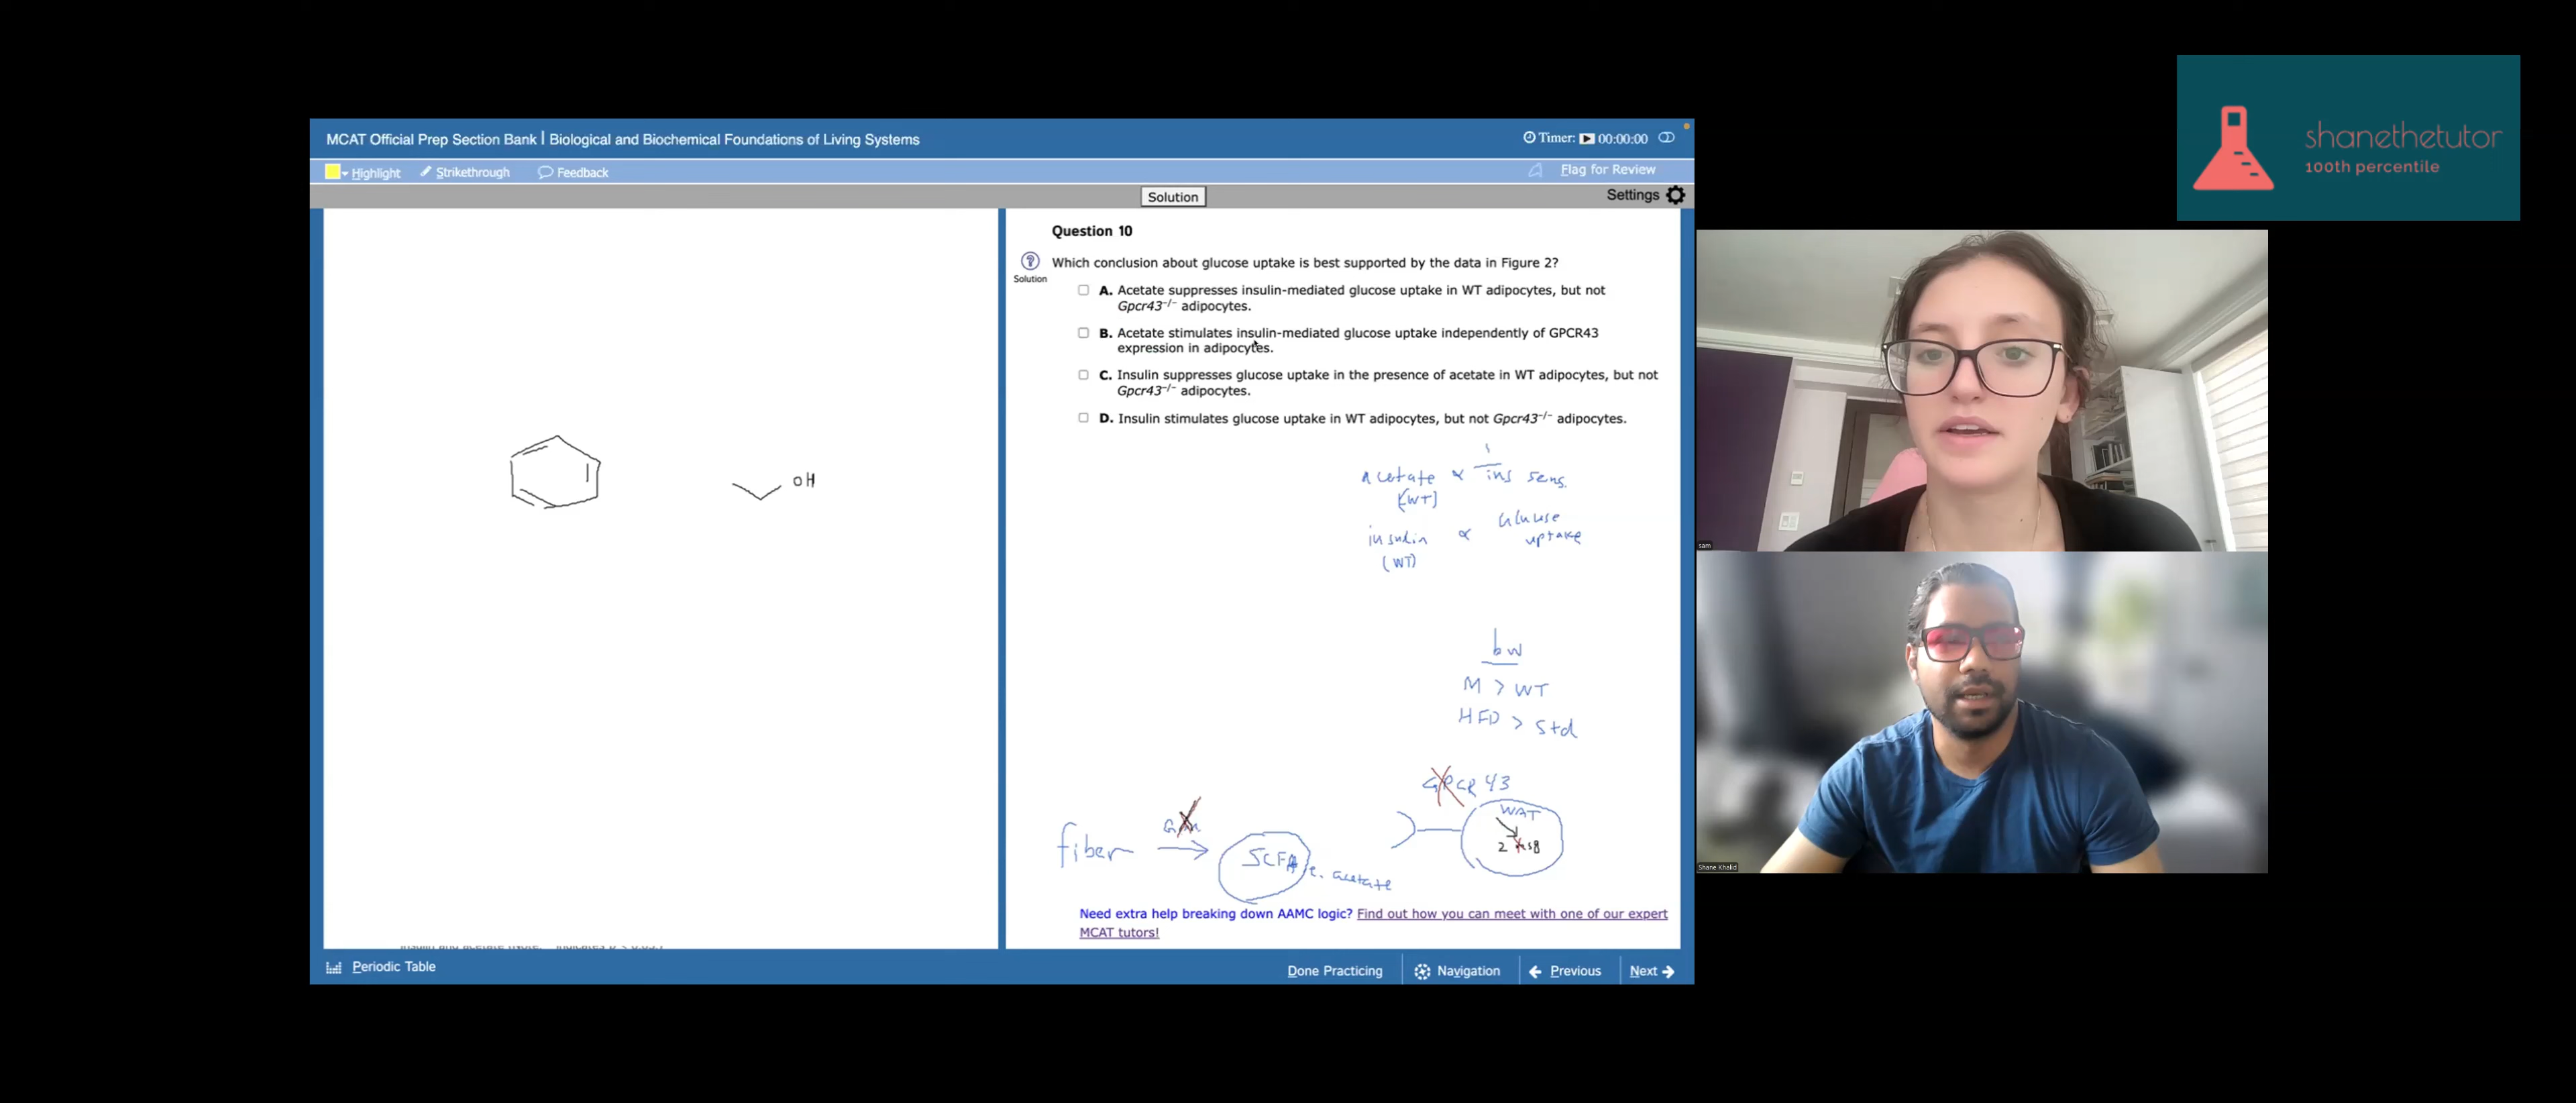 shanethetutor
100th percentile
MCAT Official Prep Section Bank | Biological and Biochemical Foundations of Living Systems
Timer: 00:00:00
Highlight Strikethrough Feedback
Flag for Review
Solution
Settings
Question 10
Solution
Which conclusion about glucose uptake is best supported by the data in Figure 2?
A. Acetate suppresses insulin-mediated glucose uptake in WT adipocytes, but not
Gpcr43−/− adipocytes.
B. Acetate stimulates insulin-mediated glucose uptake independently of GPCR43
expression in adipocytes.
C. Insulin suppresses glucose uptake in the presence of acetate in WT adipocytes, but not
Gpcr43−/− adipocytes.
D. Insulin stimulates glucose uptake in WT adipocytes, but not Gpcr43−/− adipocytes.
OH
acetate ∝ 1/ins sens.
[WT]
insulin ∝ glucose
uptake
(WT)
bw
M > WT
HFD > Std
GPCR 43
WAT
fiber
SCFA
acetate
Need extra help breaking down AAMC logic? Find out how you can meet with one of our expert
MCAT tutors!
Periodic Table
Done Practicing Navigation Previous Next
sam
Shane Khalid